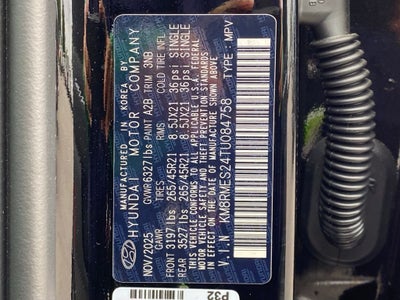 MANUFACTURED IN KOREA BY
HYUNDAI MOTOR COMPANY
NOV/2025 GVWR 6327lbs PAINT A2B TRIM 3NB
GAWR TIRES RIMS COLD TIRE INFL.
FRONT 3197lbs 265/45R21 8.5JX21 36psi SINGLE
REAR 3527lbs 265/45R21 8.5JX21 36psi SINGLE
THIS VEHICLE CONFORMS TO ALL APPLICABLE U.S.A. FEDERAL
MOTOR VEHICLE SAFETY AND THEFT PREVENTION STANDARDS
IN EFFECT ON THE DATE OF MANUFACTURE SHOWN ABOVE.
V.I.N: KM8RMES24TU084758 TYPE: MPV
P32